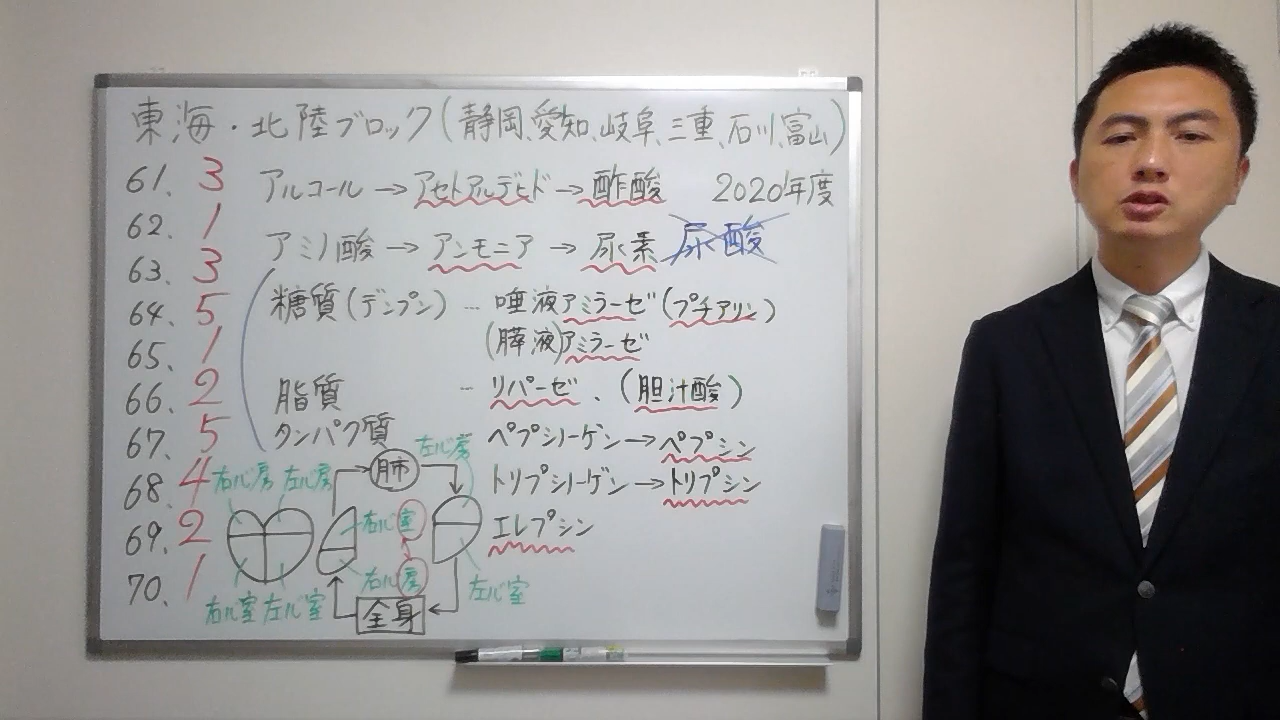 東海・北陸ブロック(静岡、愛知、岐阜、三重、石川、富山)
61. 3 アルコール→アセトアルデヒド→酢酸 2020年度
62. 1
アミノ酸→アンモニア→尿素 尿酸
63. 3
64. 5 糖質(デンプン)… 唾液アミラーゼ(プチアリン)
65. 1 (膵液)アミラーゼ
66. 2 脂質 … リパーゼ、(胆汁酸)
67. 5 タンパク質 ペプシノーゲン→ペプシン
左心房
肺
68. 4 右心房 左心房 トリプシノーゲン→トリプシン
69. 2 右心室 エレプシン
70. 1 右心房 左心室
右心室 左心室 全身